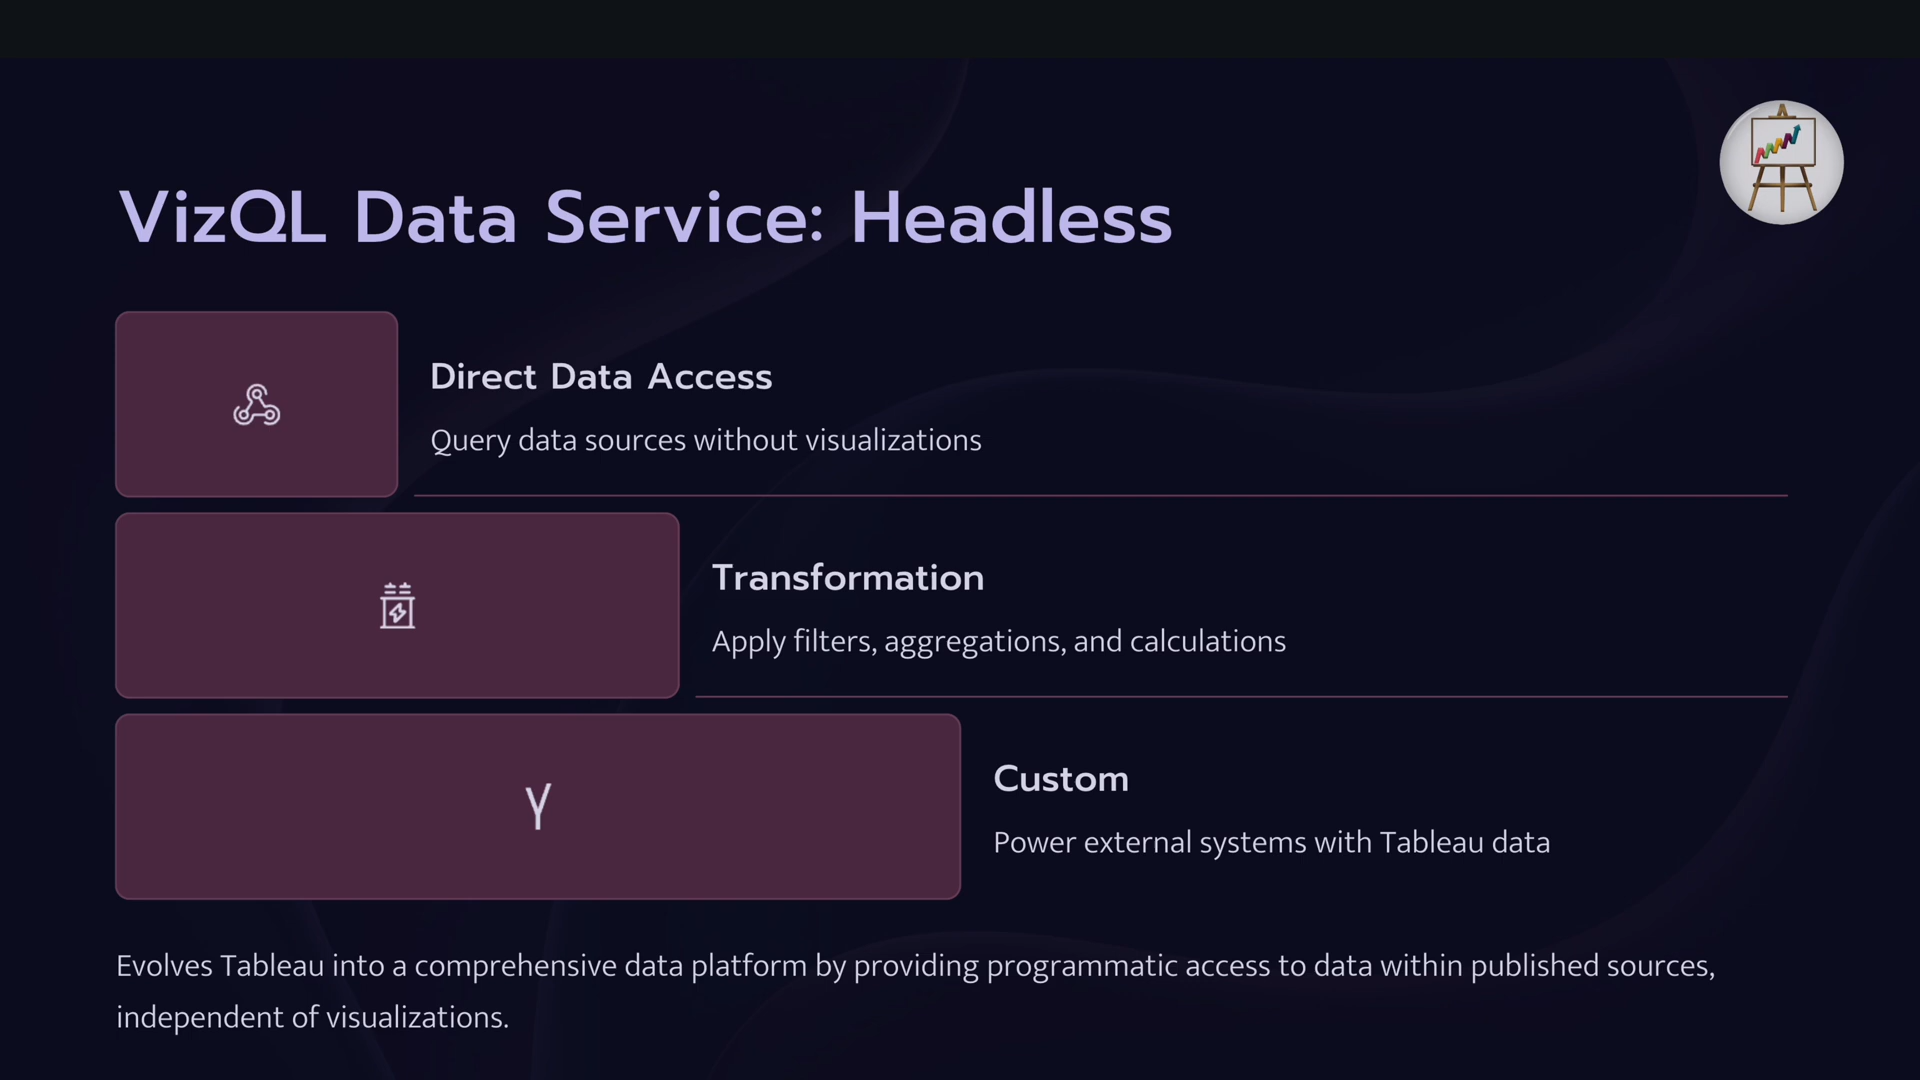 VizQL Data Service: Headless
Direct Data Access
Query data sources without visualizations
Transformation
Apply filters, aggregations, and calculations
Custom
Power external systems with Tableau data
Evolves Tableau into a comprehensive data platform by providing programmatic access to data within published sources,
independent of visualizations.